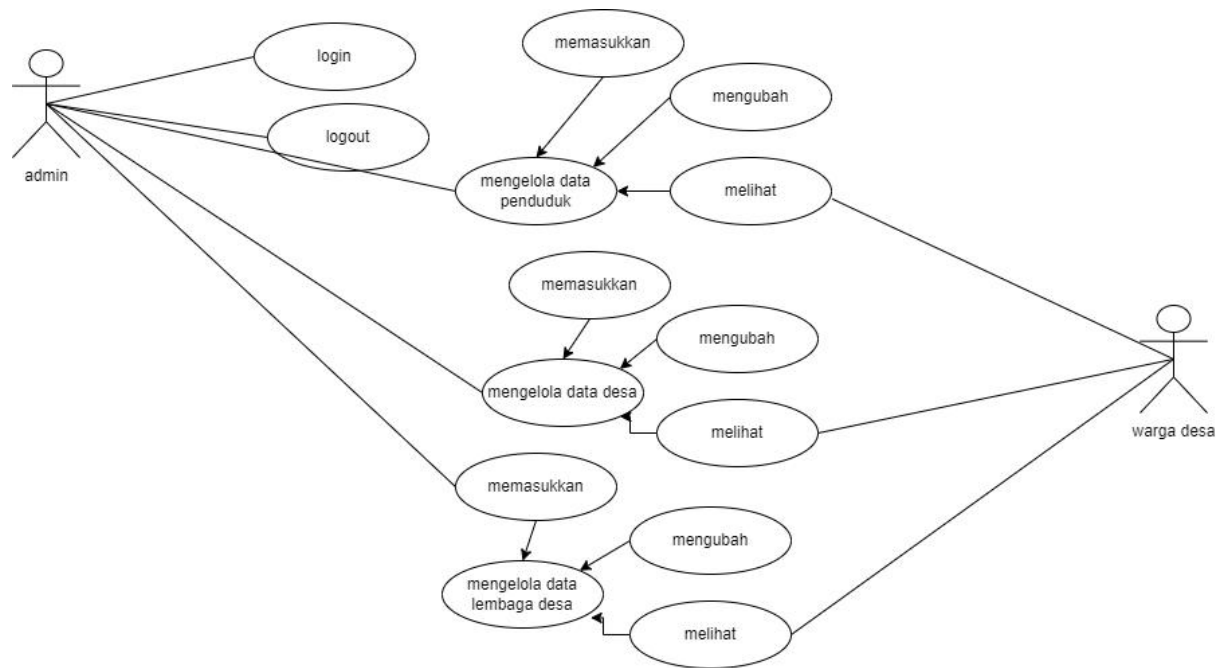 memasukkan
login
mengubah
logout
admin
mengelola data
penduduk
melihat
memasukkan
mengubah
mengelola data desa
melihat
warga desa
memasukkan
mengubah
mengelola data
lembaga desa
melihat